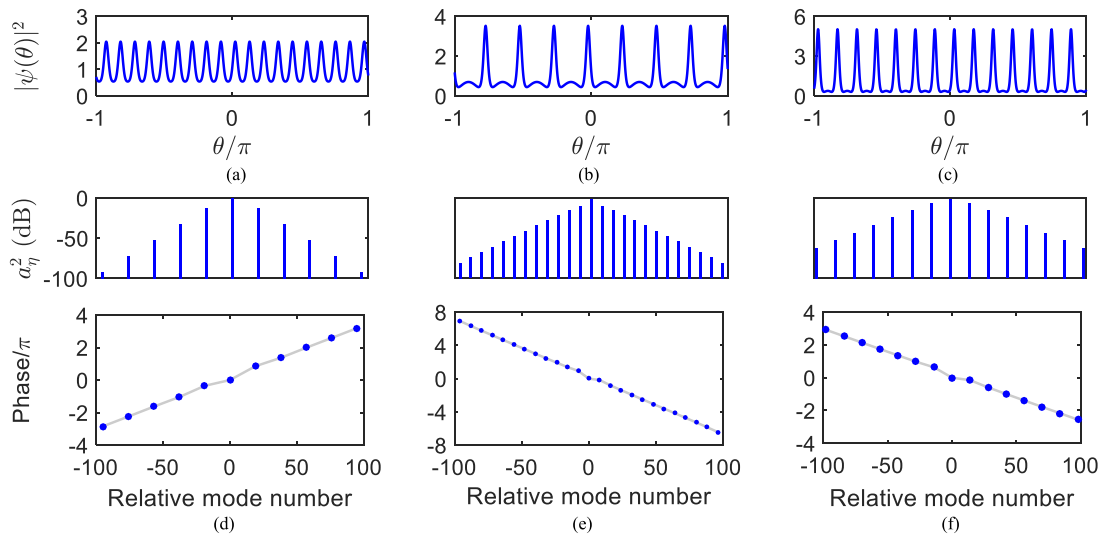 |ψ(θ)|²
3
2
1
0
-1 0 1
θ/π
(a)
4
2
0
-1 0 1
θ/π
(b)
6
3
0
-1 0 1
θ/π
(c)
a²_η (dB)
0
-50
-100
Phase/π
4
2
0
-2
-4
-100 -50 0 50 100
Relative mode number
(d)
8
4
0
-4
-8
-100 -50 0 50 100
Relative mode number
(e)
4
2
0
-2
-4
-100 -50 0 50 100
Relative mode number
(f)